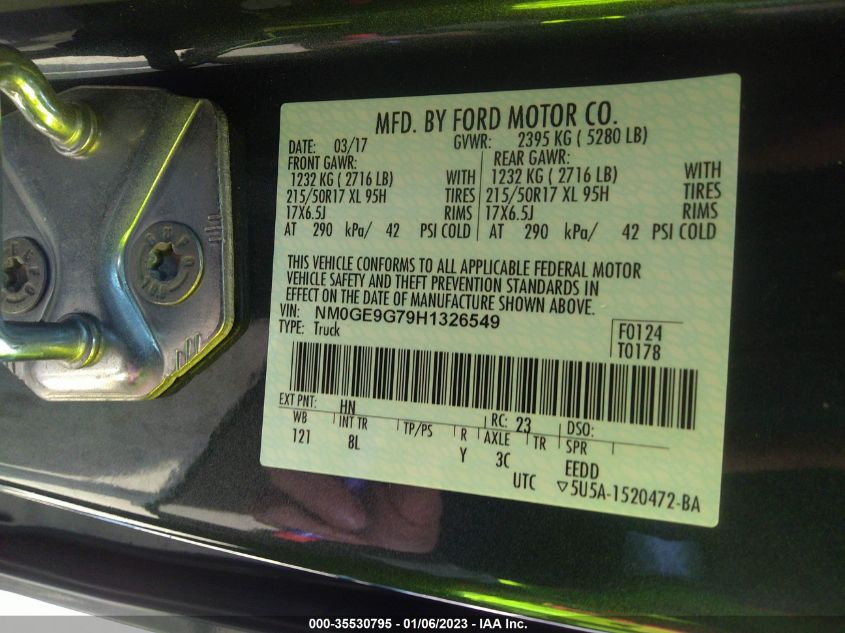 MFD. BY FORD MOTOR CO.
DATE: 03/17 GVWR: 2395 KG ( 5280 LB)
FRONT GAWR: REAR GAWR:
1232 KG ( 2716 LB) WITH 1232 KG ( 2716 LB) WITH
215/50R17 XL 95H TIRES 215/50R17 XL 95H TIRES
17X6.5J RIMS 17X6.5J RIMS
AT 290 kPa/ 42 PSI COLD AT 290 kPa/ 42 PSI COLD
THIS VEHICLE CONFORMS TO ALL APPLICABLE FEDERAL MOTOR
VEHICLE SAFETY AND THEFT PREVENTION STANDARDS IN
EFFECT ON THE DATE OF MANUFACTURE SHOWN ABOVE.
VIN: NM0GE9G79H1326549
TYPE: Truck
F0124
T0178
EXT PNT: HN RC: 23 DSO:
WB INT TR TP/PS R AXLE TR SPR
121 8L Y 3C EEDD
UTC ▽5U5A-1520472-BA
000-35530795 - 01/06/2023 - IAA Inc.